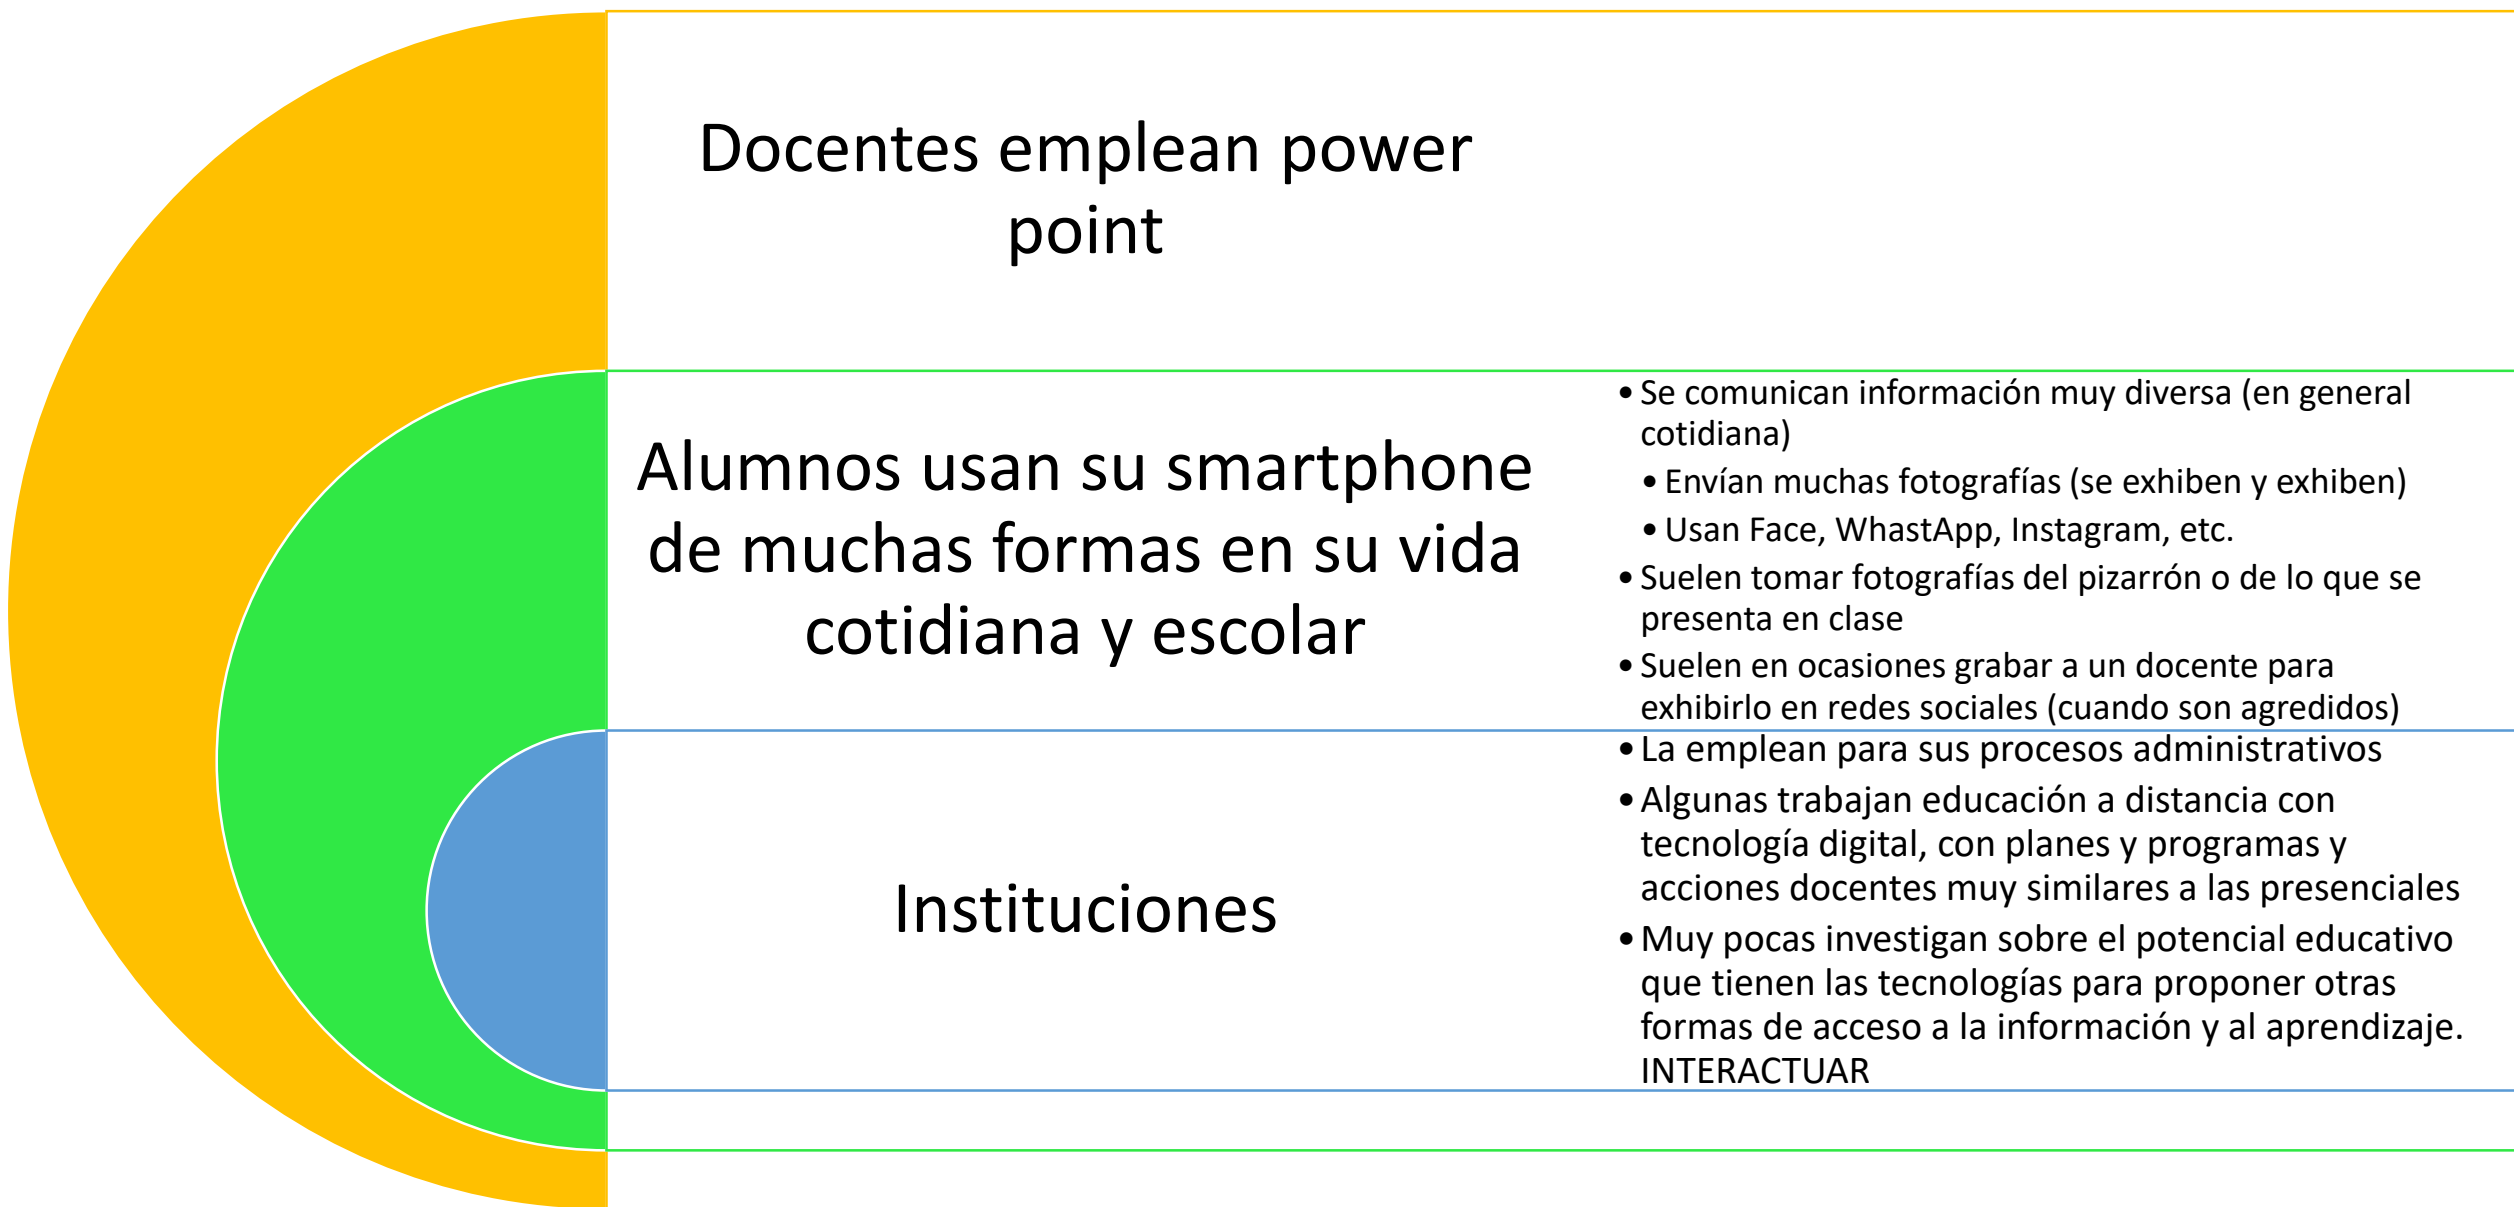 Docentes emplean power
point
Alumnos usan su smartphone
de muchas formas en su vida
cotidiana y escolar
• Se comunican información muy diversa (en general
cotidiana)
• Envían muchas fotografías (se exhiben y exhiben)
• Usan Face, WhastApp, Instagram, etc.
• Suelen tomar fotografías del pizarrón o de lo que se
presenta en clase
• Suelen en ocasiones grabar a un docente para
exhibirlo en redes sociales (cuando son agredidos)
Instituciones
• La emplean para sus procesos administrativos
• Algunas trabajan educación a distancia con
tecnología digital, con planes y programas y
acciones docentes muy similares a las presenciales
• Muy pocas investigan sobre el potencial educativo
que tienen las tecnologías para proponer otras
formas de acceso a la información y al aprendizaje.
INTERACTUAR